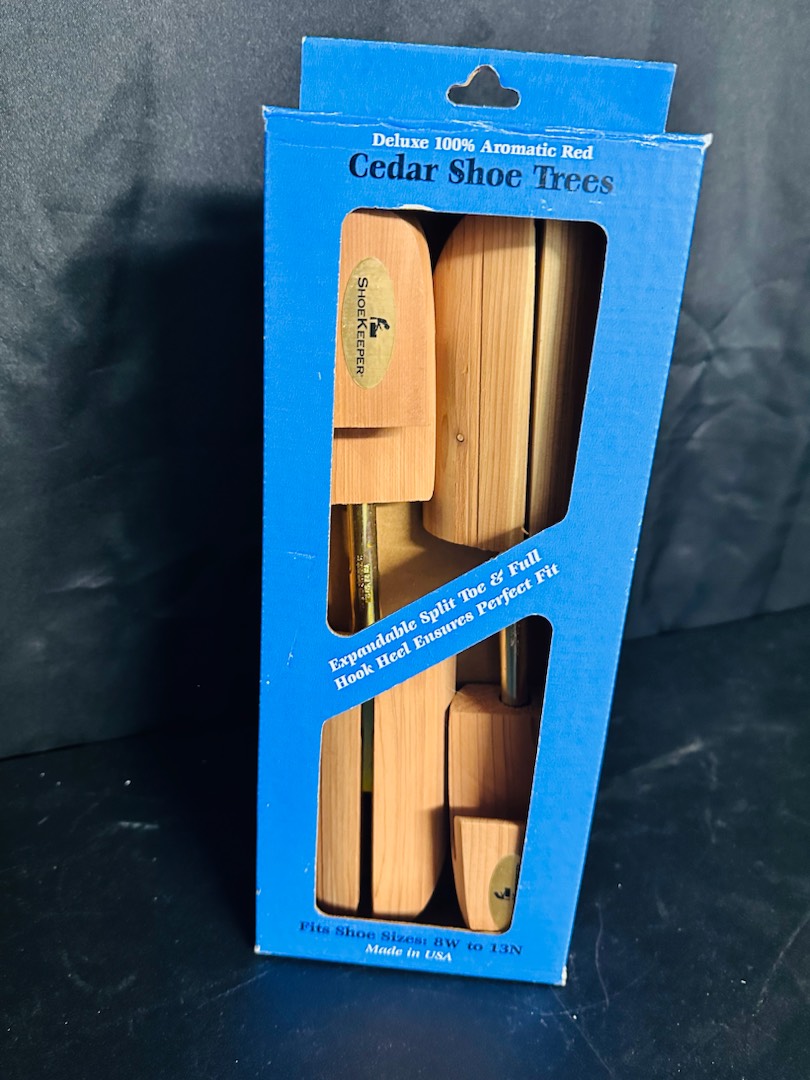 Deluxe 100% Aromatic Red
Cedar Shoe Trees
SHOEKEEPER
Expandable Split Toe & Full
Hook Heel Ensures Perfect Fit
Fits Shoe Sizes: 8W to 13N
Made in USA